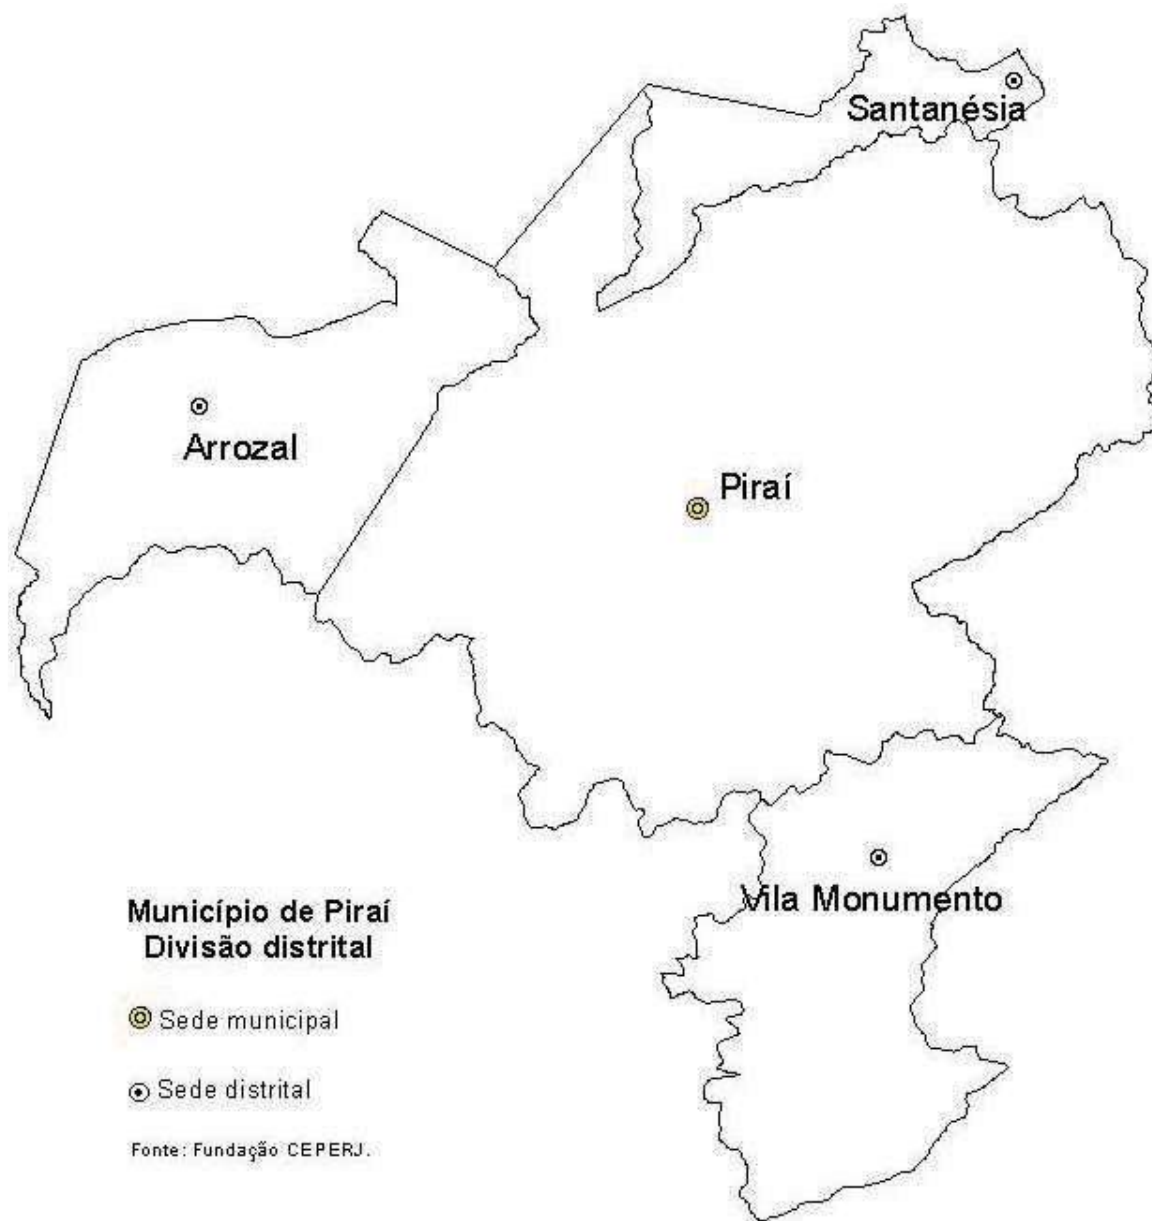 Santanésia
Arrozal
Piraí
Vila Monumento
Município de Piraí
Divisão distrital
Sede municipal
Sede distrital
Fonte: Fundação CEPERJ.